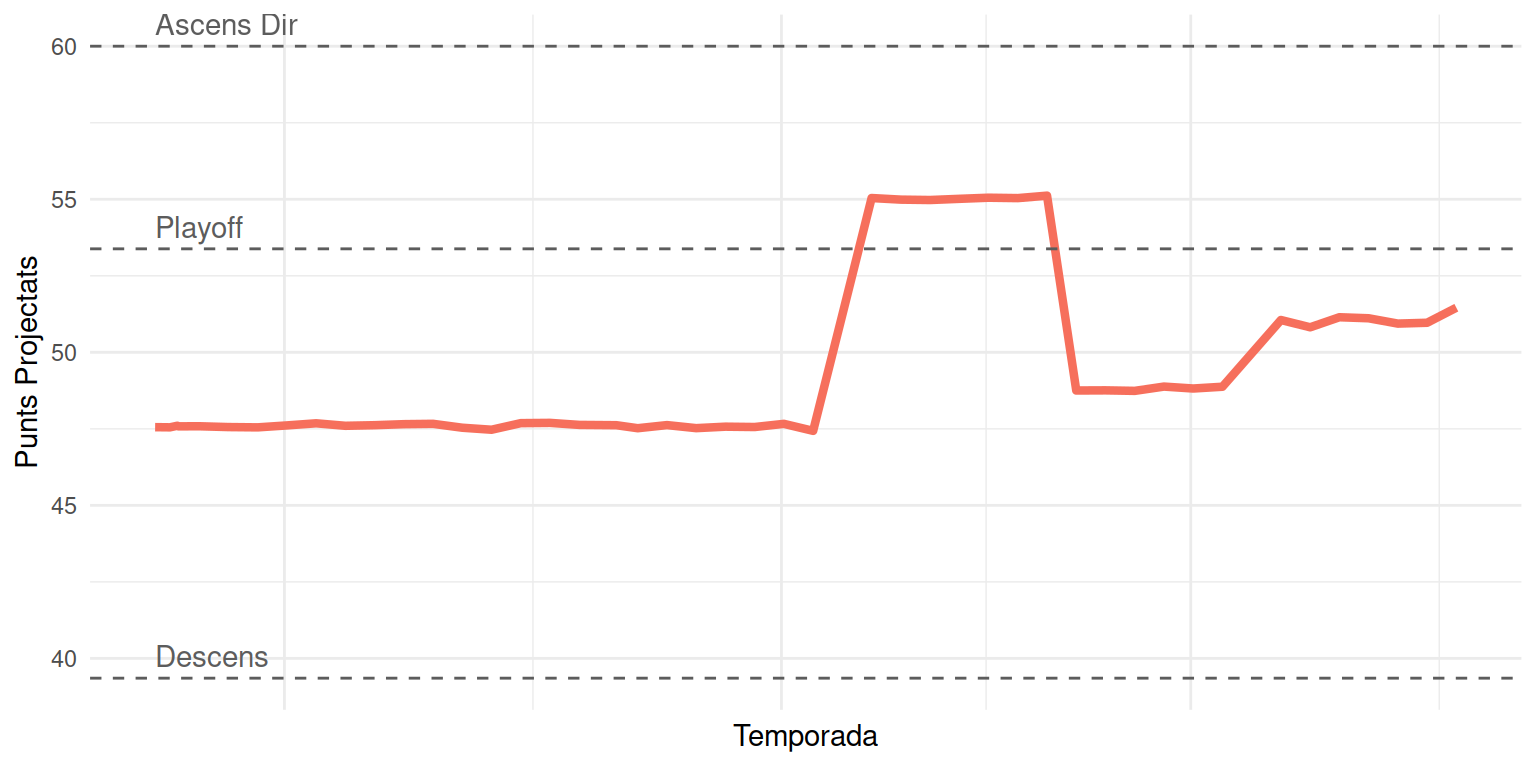 Ascens Dir
60
55
Playoff
50
45
40
Descens
Punts Projectats
Temporada